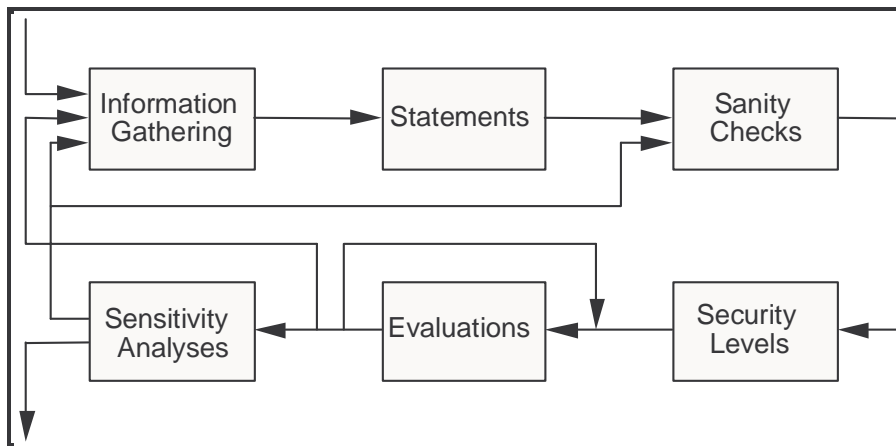 Information
Gathering
Statements
Sanity
Checks
Sensitivity
Analyses
Evaluations
Security
Levels